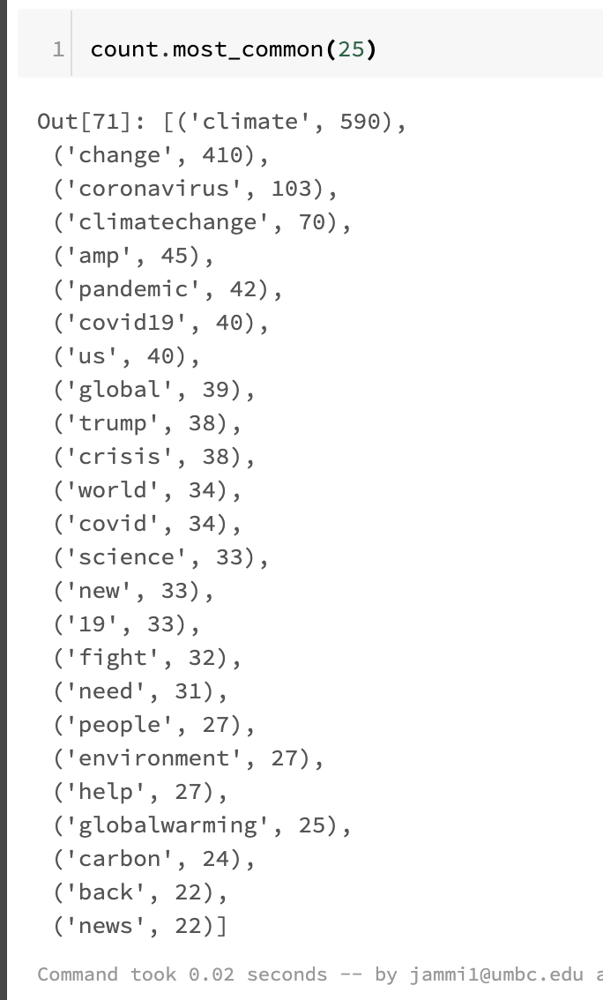 1 count.most_common(25)
Out[71]: [('climate', 590),
('change', 410),
('coronavirus', 103),
('climatechange', 70),
('amp', 45),
('pandemic', 42),
('covid19', 40),
('us', 40),
('global', 39),
('trump', 38),
('crisis', 38),
('world', 34),
('covid', 34),
('science', 33),
('new', 33),
('19', 33),
('fight', 32),
('need', 31),
('people', 27),
('environment', 27),
('help', 27),
('globalwarming', 25),
('carbon', 24),
('back', 22),
('news', 22)]
Command took 0.02 seconds -- by jammi1@umbc.edu a